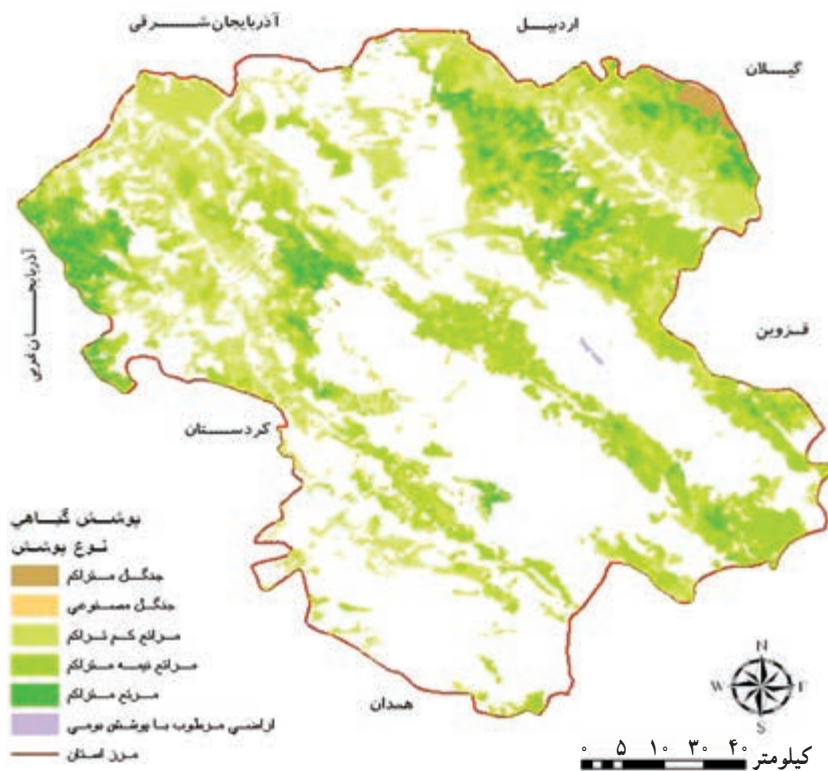 آذربایجان شرقی
اردبیل
گیلان
آذربایجان غربی
قزوین
کردستان
همدان
پوشش گیاهی
نوع پوشش
جنگل متراکم
جنگل مصنوعی
مراتع کم تراکم
مراتع نیمه متراکم
مرتع متراکم
اراضی مرطوب با پوشش بومی
مرز استان
N
W E
S
۰ ۵ ۱۰ ۳۰ ۴۰ کیلومتر